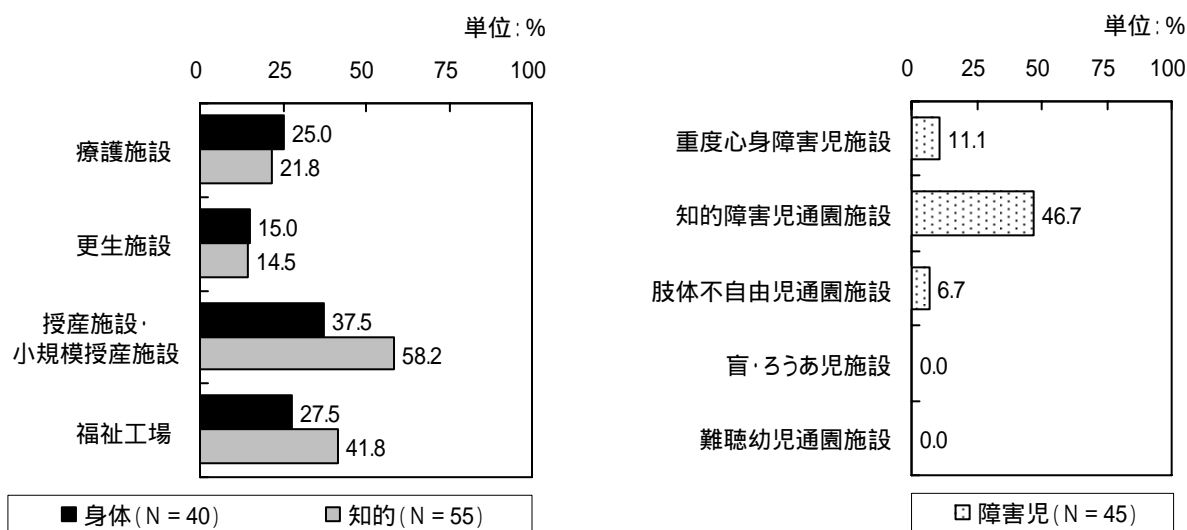 単位:%
0 25 50 75 100
療護施設
25.0
21.8
更生施設
15.0
14.5
授産施設・
小規模授産施設
37.5
58.2
福祉工場
27.5
41.8
■身体(N=40) 知的(N=55)
単位:%
0 25 50 75 100
重度心身障害児施設
11.1
知的障害児通園施設
46.7
肢体不自由児通園施設
6.7
盲・ろうあ児施設
0.0
難聴幼児通園施設
0.0
障害児(N=45)